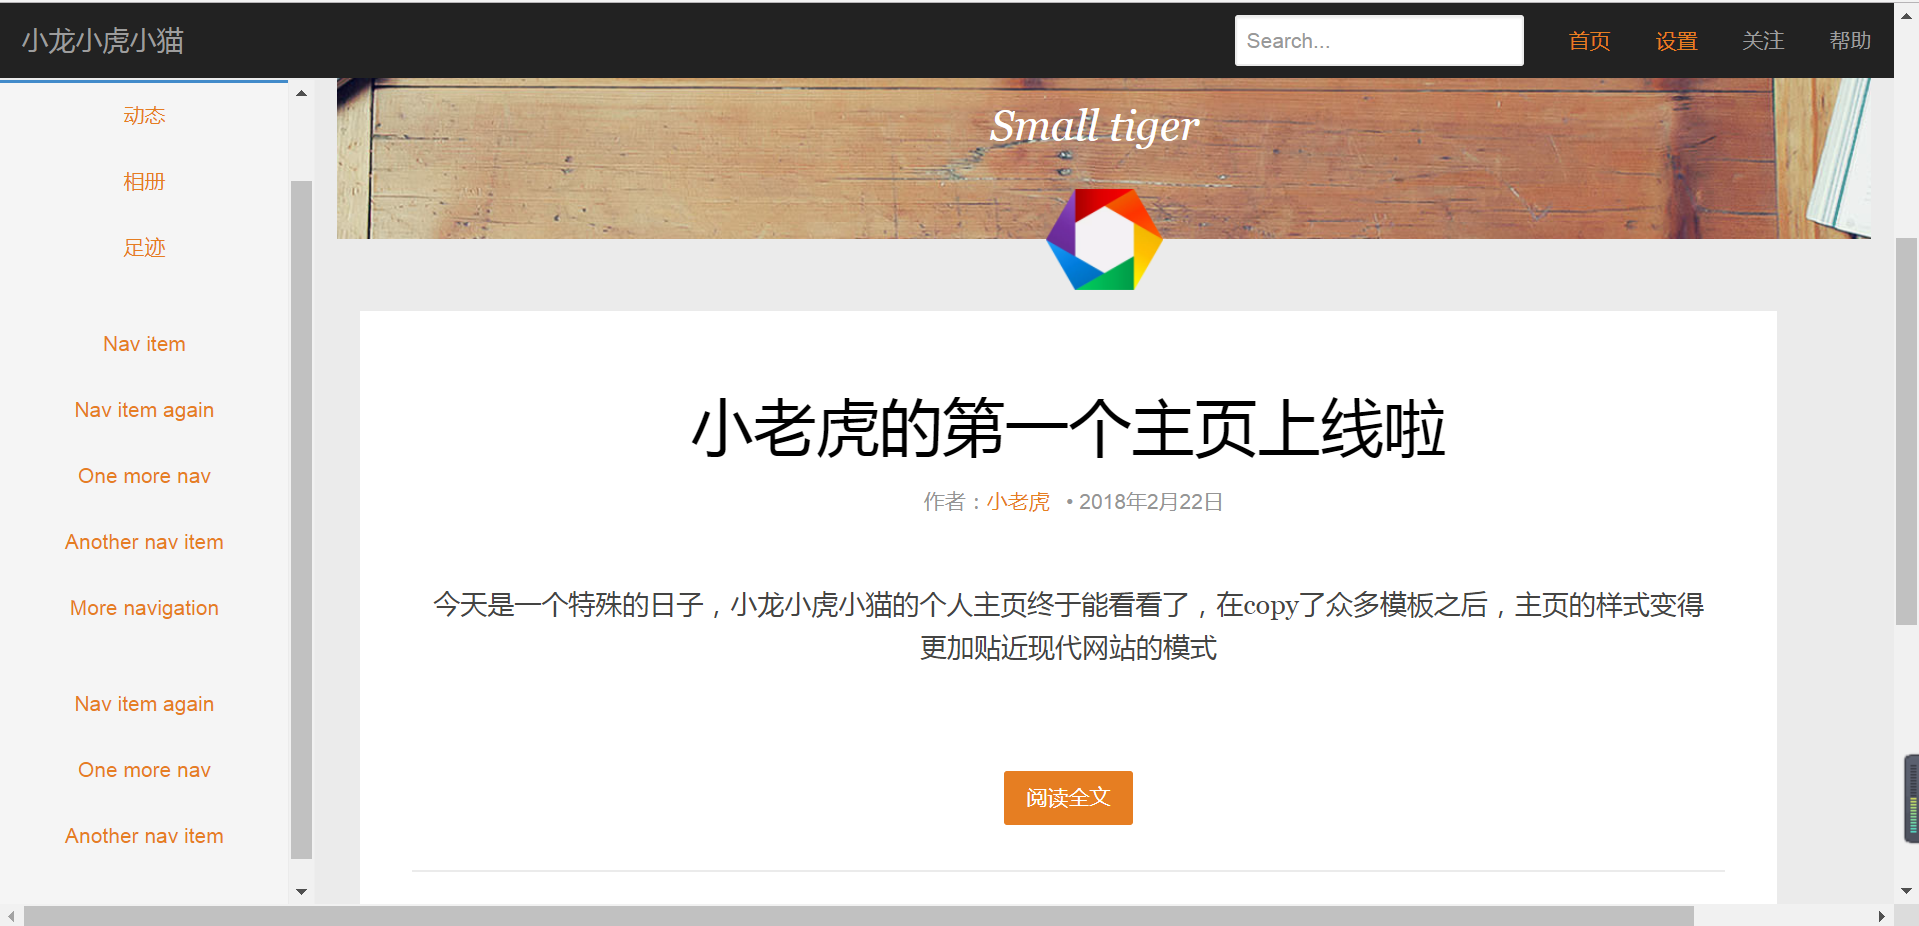 小龙小虎小猫
Search...
首页
设置
关注
帮助
动态
相册
足迹
Nav item
Nav item again
One more nav
Another nav item
More navigation
Nav item again
One more nav
Another nav item
Small tiger
小老虎的第一个主页上线啦
作者：小老虎 • 2018年2月22日
今天是一个特殊的日子，小龙小虎小猫的个人主页终于能看看了，在copy了众多模板之后，主页的样式变得
更加贴近现代网站的模式
阅读全文